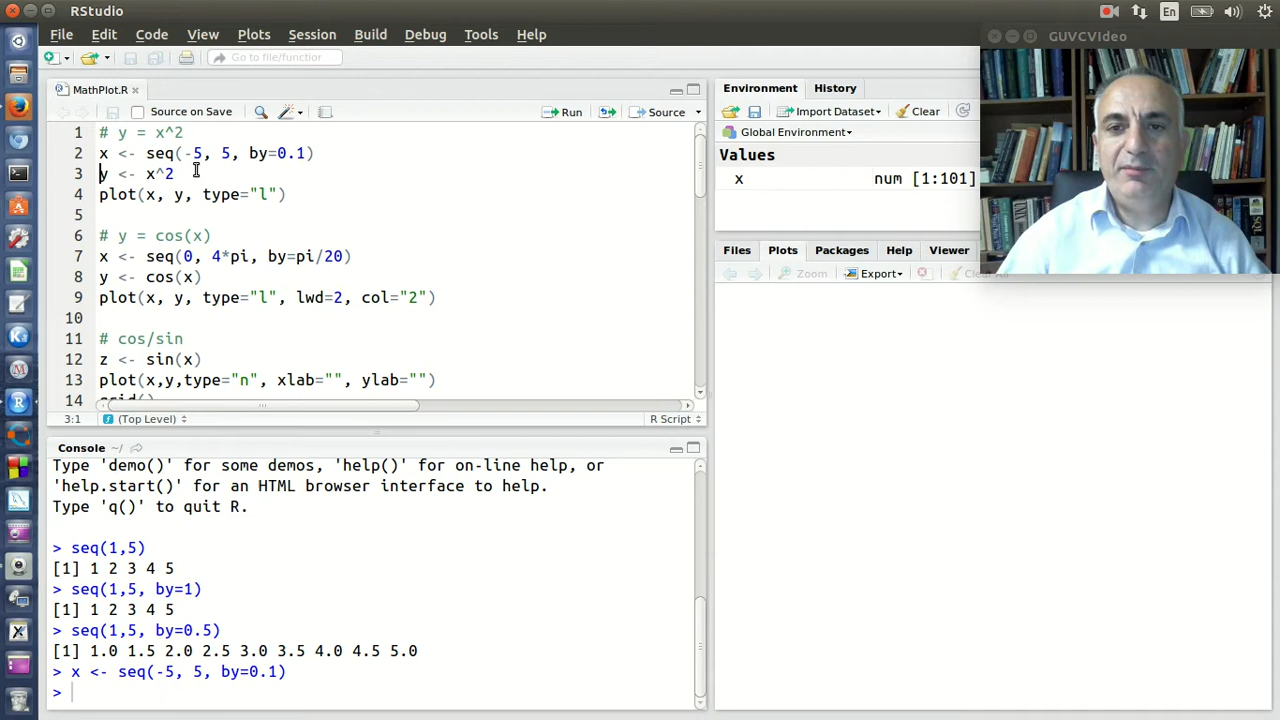 RStudio
En
File Edit Code View Plots Session Build Debug Tools Help
Go to file/function
GUVCVideo
MathPlot.R
Source on Save
Run
Source
1 # y = x^2
2 x <- seq(-5, 5, by=0.1)
3 y <- x^2
4 plot(x, y, type="l")
5
6 # y = cos(x)
7 x <- seq(0, 4*pi, by=pi/20)
8 y <- cos(x)
9 plot(x, y, type="l", lwd=2, col="2")
10
11 # cos/sin
12 z <- sin(x)
13 plot(x,y,type="n", xlab="", ylab="")
14 grid()
3:1 (Top Level) R Script
Console ~/
Type 'demo()' for some demos, 'help()' for on-line help, or
'help.start()' for an HTML browser interface to help.
Type 'q()' to quit R.
> seq(1,5)
[1] 1 2 3 4 5
> seq(1,5, by=1)
[1] 1 2 3 4 5
> seq(1,5, by=0.5)
[1] 1.0 1.5 2.0 2.5 3.0 3.5 4.0 4.5 5.0
> x <- seq(-5, 5, by=0.1)
>
Environment History
Import Dataset Clear
Global Environment
Values
x num [1:101]
Files Plots Packages Help Viewer
Zoom Export Clear All
SQL